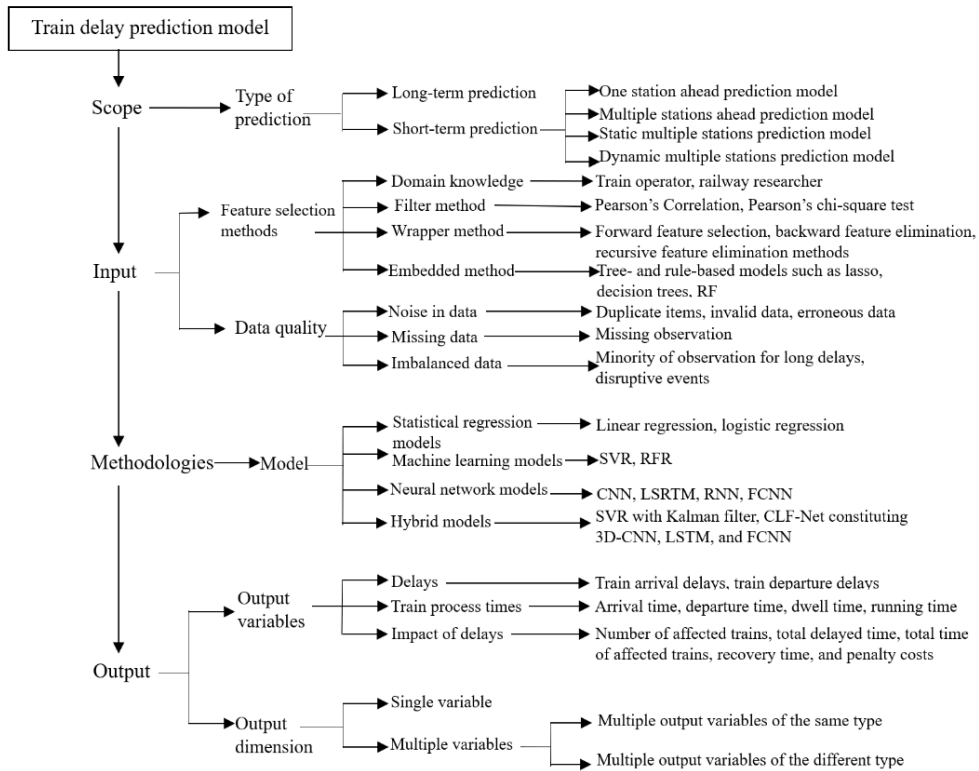 Train delay prediction model
Scope
Type of
prediction
Long-term prediction
Short-term prediction
One station ahead prediction model
Multiple stations ahead prediction model
Static multiple stations prediction model
Dynamic multiple stations prediction model
Input
Feature selection
methods
Domain knowledge
Train operator, railway researcher
Filter method
Pearson's Correlation, Pearson's chi-square test
Wrapper method
Forward feature selection, backward feature elimination,
recursive feature elimination methods
Embedded method
Tree- and rule-based models such as lasso,
decision trees, RF
Data quality
Noise in data
Duplicate items, invalid data, erroneous data
Missing data
Missing observation
Imbalanced data
Minority of observation for long delays,
disruptive events
Methodologies
Model
Statistical regression
models
Linear regression, logistic regression
Machine learning models
SVR, RFR
Neural network models
CNN, LSRTM, RNN, FCNN
Hybrid models
SVR with Kalman filter, CLF-Net constituting
3D-CNN, LSTM, and FCNN
Output
Output
variables
Delays
Train arrival delays, train departure delays
Train process times
Arrival time, departure time, dwell time, running time
Impact of delays
Number of affected trains, total delayed time, total time
of affected trains, recovery time, and penalty costs
Output
dimension
Single variable
Multiple variables
Multiple output variables of the same type
Multiple output variables of the different type